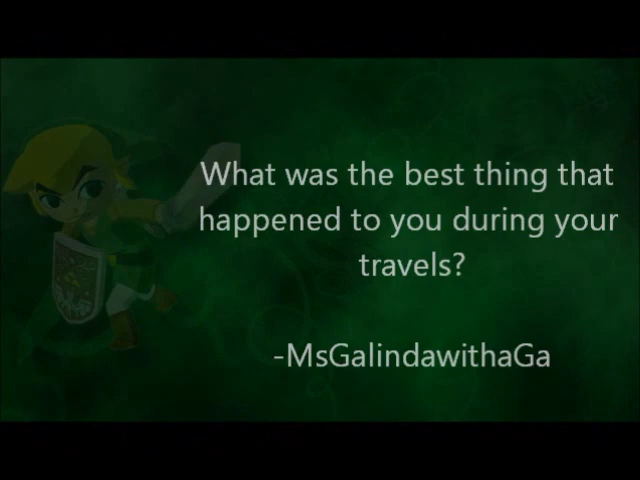 What was the best thing that
happened to you during your
travels?
-MsGalindawithaGa